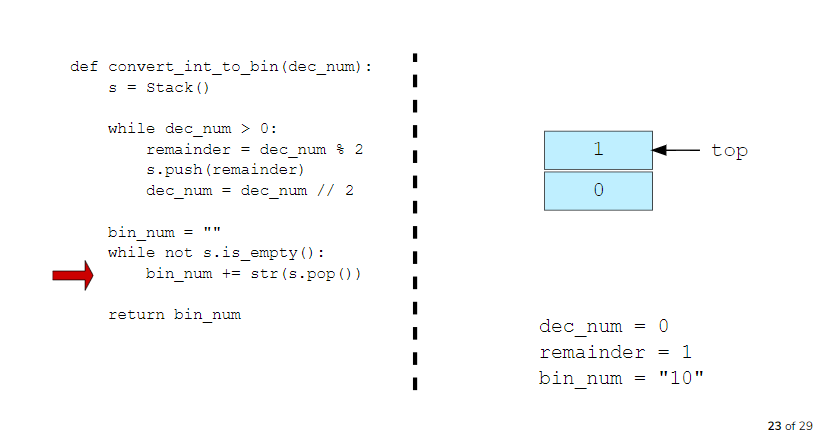 def convert_int_to_bin(dec_num):
    s = Stack()
    while dec_num > 0:
        remainder = dec_num % 2
        s.push(remainder)
        dec_num = dec_num // 2
    bin_num = ""
    while not s.is_empty():
        bin_num += str(s.pop())
    return bin_num
1
top
0
dec_num = 0
remainder = 1
bin_num = "10"
23 of 29